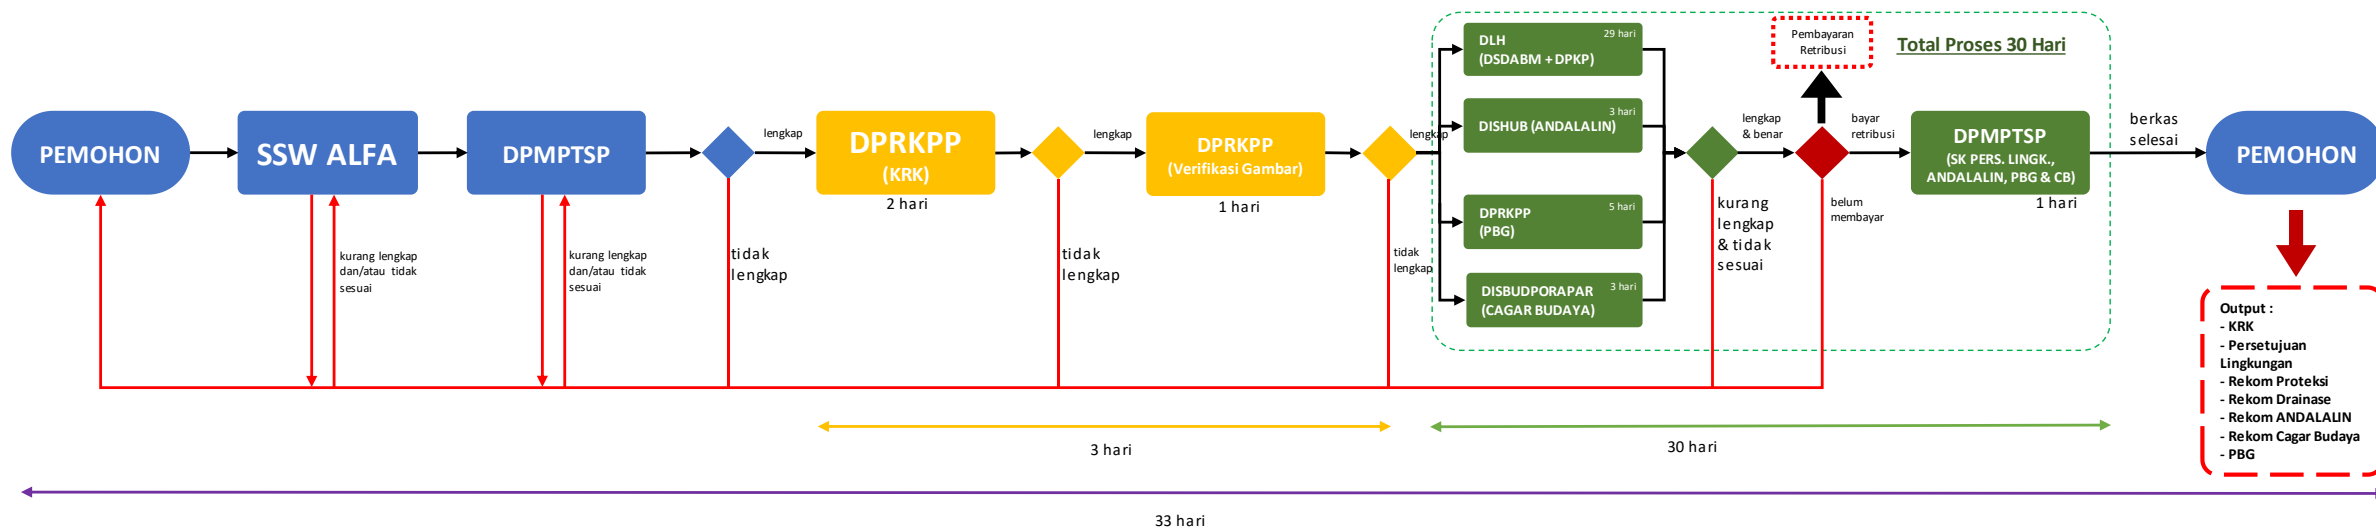 PEMOHON
SSW ALFA
kurang lengkap
dan/atau tidak
sesuai
DPMPTSP
kurang lengkap
dan/atau tidak
sesuai
lengkap
tidak
lengkap
DPRKPP
(KRK)
2 hari
lengkap
tidak
lengkap
DPRKPP
(Verifikasi Gambar)
1 hari
lengkap
tidak
lengkap
3 hari
DLH
(DSDABM + DPKP)
29 hari
DISHUB (ANDALALIN)
3 hari
DPRKPP
(PBG)
5 hari
DISBUDPORAPAR
(CAGAR BUDAYA)
3 hari
lengkap
& benar
kurang
lengkap
& tidak
sesuai
Pembayaran
Retribusi
bayar
retribusi
belum
membayar
Total Proses 30 Hari
DPMPTSP
(SK PERS. LINGK.,
ANDALALIN, PBG & CB)
1 hari
30 hari
berkas
selesai
PEMOHON
Output :
- KRK
- Persetujuan
Lingkungan
- Rekom Proteksi
- Rekom Drainase
- Rekom ANDALALIN
- Rekom Cagar Budaya
- PBG
33 hari